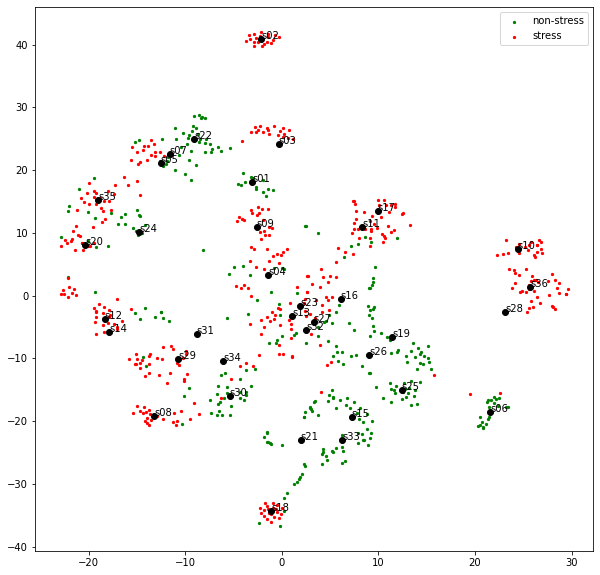 non-stress
stress
40
30
20
10
0
−10
−20
−30
−40
−20
−10
0
10
20
30
s02
s03
s22
s07
s05
s01
s35
s17
s09
s11
s24
s20
s10
s04
s36
s16
s23
s28
s13
s27
s12
s32
s14
s31
s19
s26
s29
s34
s25
s30
s06
s08
s15
s21
s33
s18